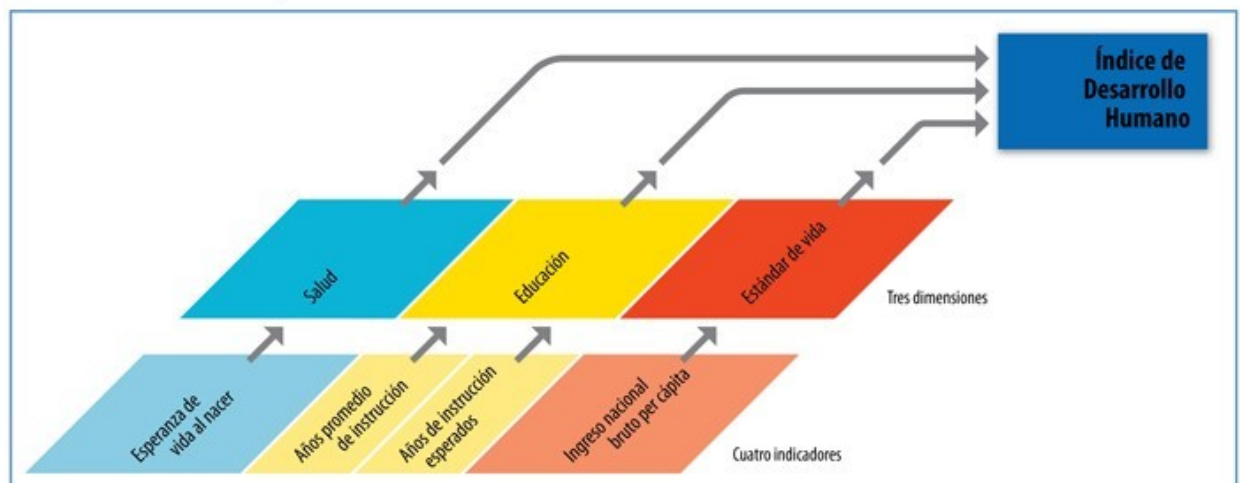 Índice de
Desarrollo
Humano
Salud
Educación
Estándar de vida
Tres dimensiones
Esperanza de
vida al nacer
Años promedio
de instrucción
Años de instrucción
esperados
Ingreso nacional
bruto per cápita
Cuatro indicadores